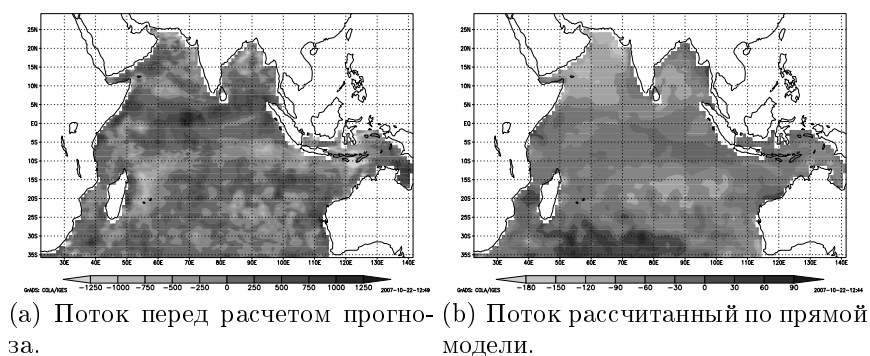 25N
20N
15N
10N
5N
EQ
5S
10S
15S
20S
25S
30S
35S
30E 40E 50E 60E 70E 80E 90E 100E 110E 120E 130E 140E
-1250 -1000 -750 -500 -250 0 250 500 750 1000 1250
GrADS: COLA/IGES 2007-10-22-12:49
(a) Поток перед расчетом прогно-
за.
25N
20N
15N
10N
5N
EQ
5S
10S
15S
20S
25S
30S
35S
30E 40E 50E 60E 70E 80E 90E 100E 110E 120E 130E 140E
-180 -150 -120 -90 -60 -30 0 30 60 90
GrADS: COLA/IGES 2007-10-22-12:44
(b) Поток рассчитанный по прямой
модели.